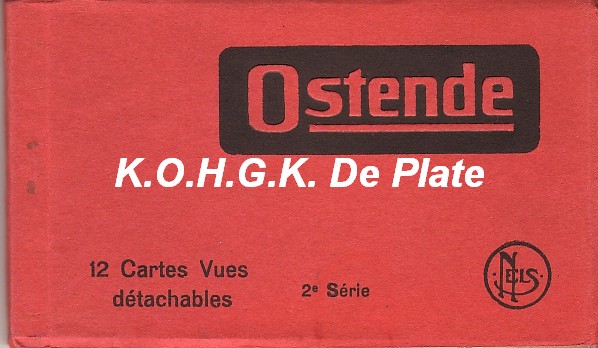 Ostende
K.O.H.G.K. De Plate
12 Cartes Vues
détachables
2e Série
NELS